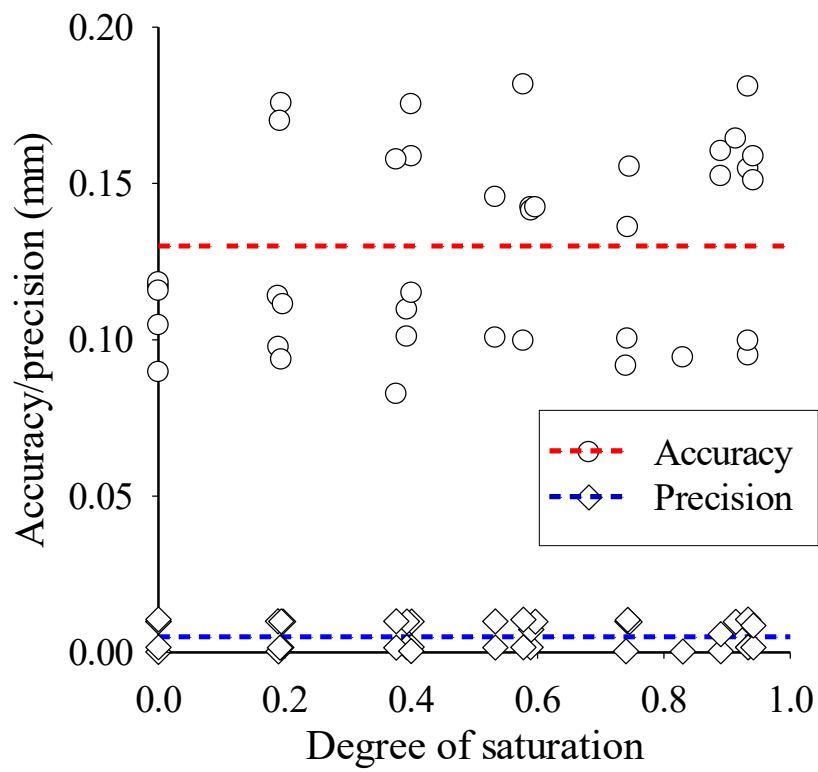 0.20
0.15
0.10
0.05
0.00
Accuracy/precision (mm)
Accuracy
Precision
0.0 0.2 0.4 0.6 0.8 1.0
Degree of saturation